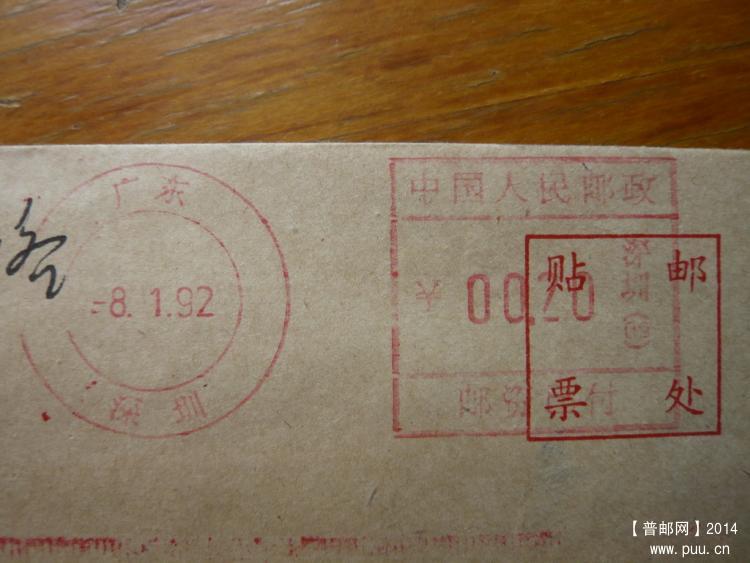 广东
-8. 1.92
深圳
中国人民邮政
¥ 00.20
深圳
邮资
付
贴邮
票处
【普邮网】2014
www.puu.cn